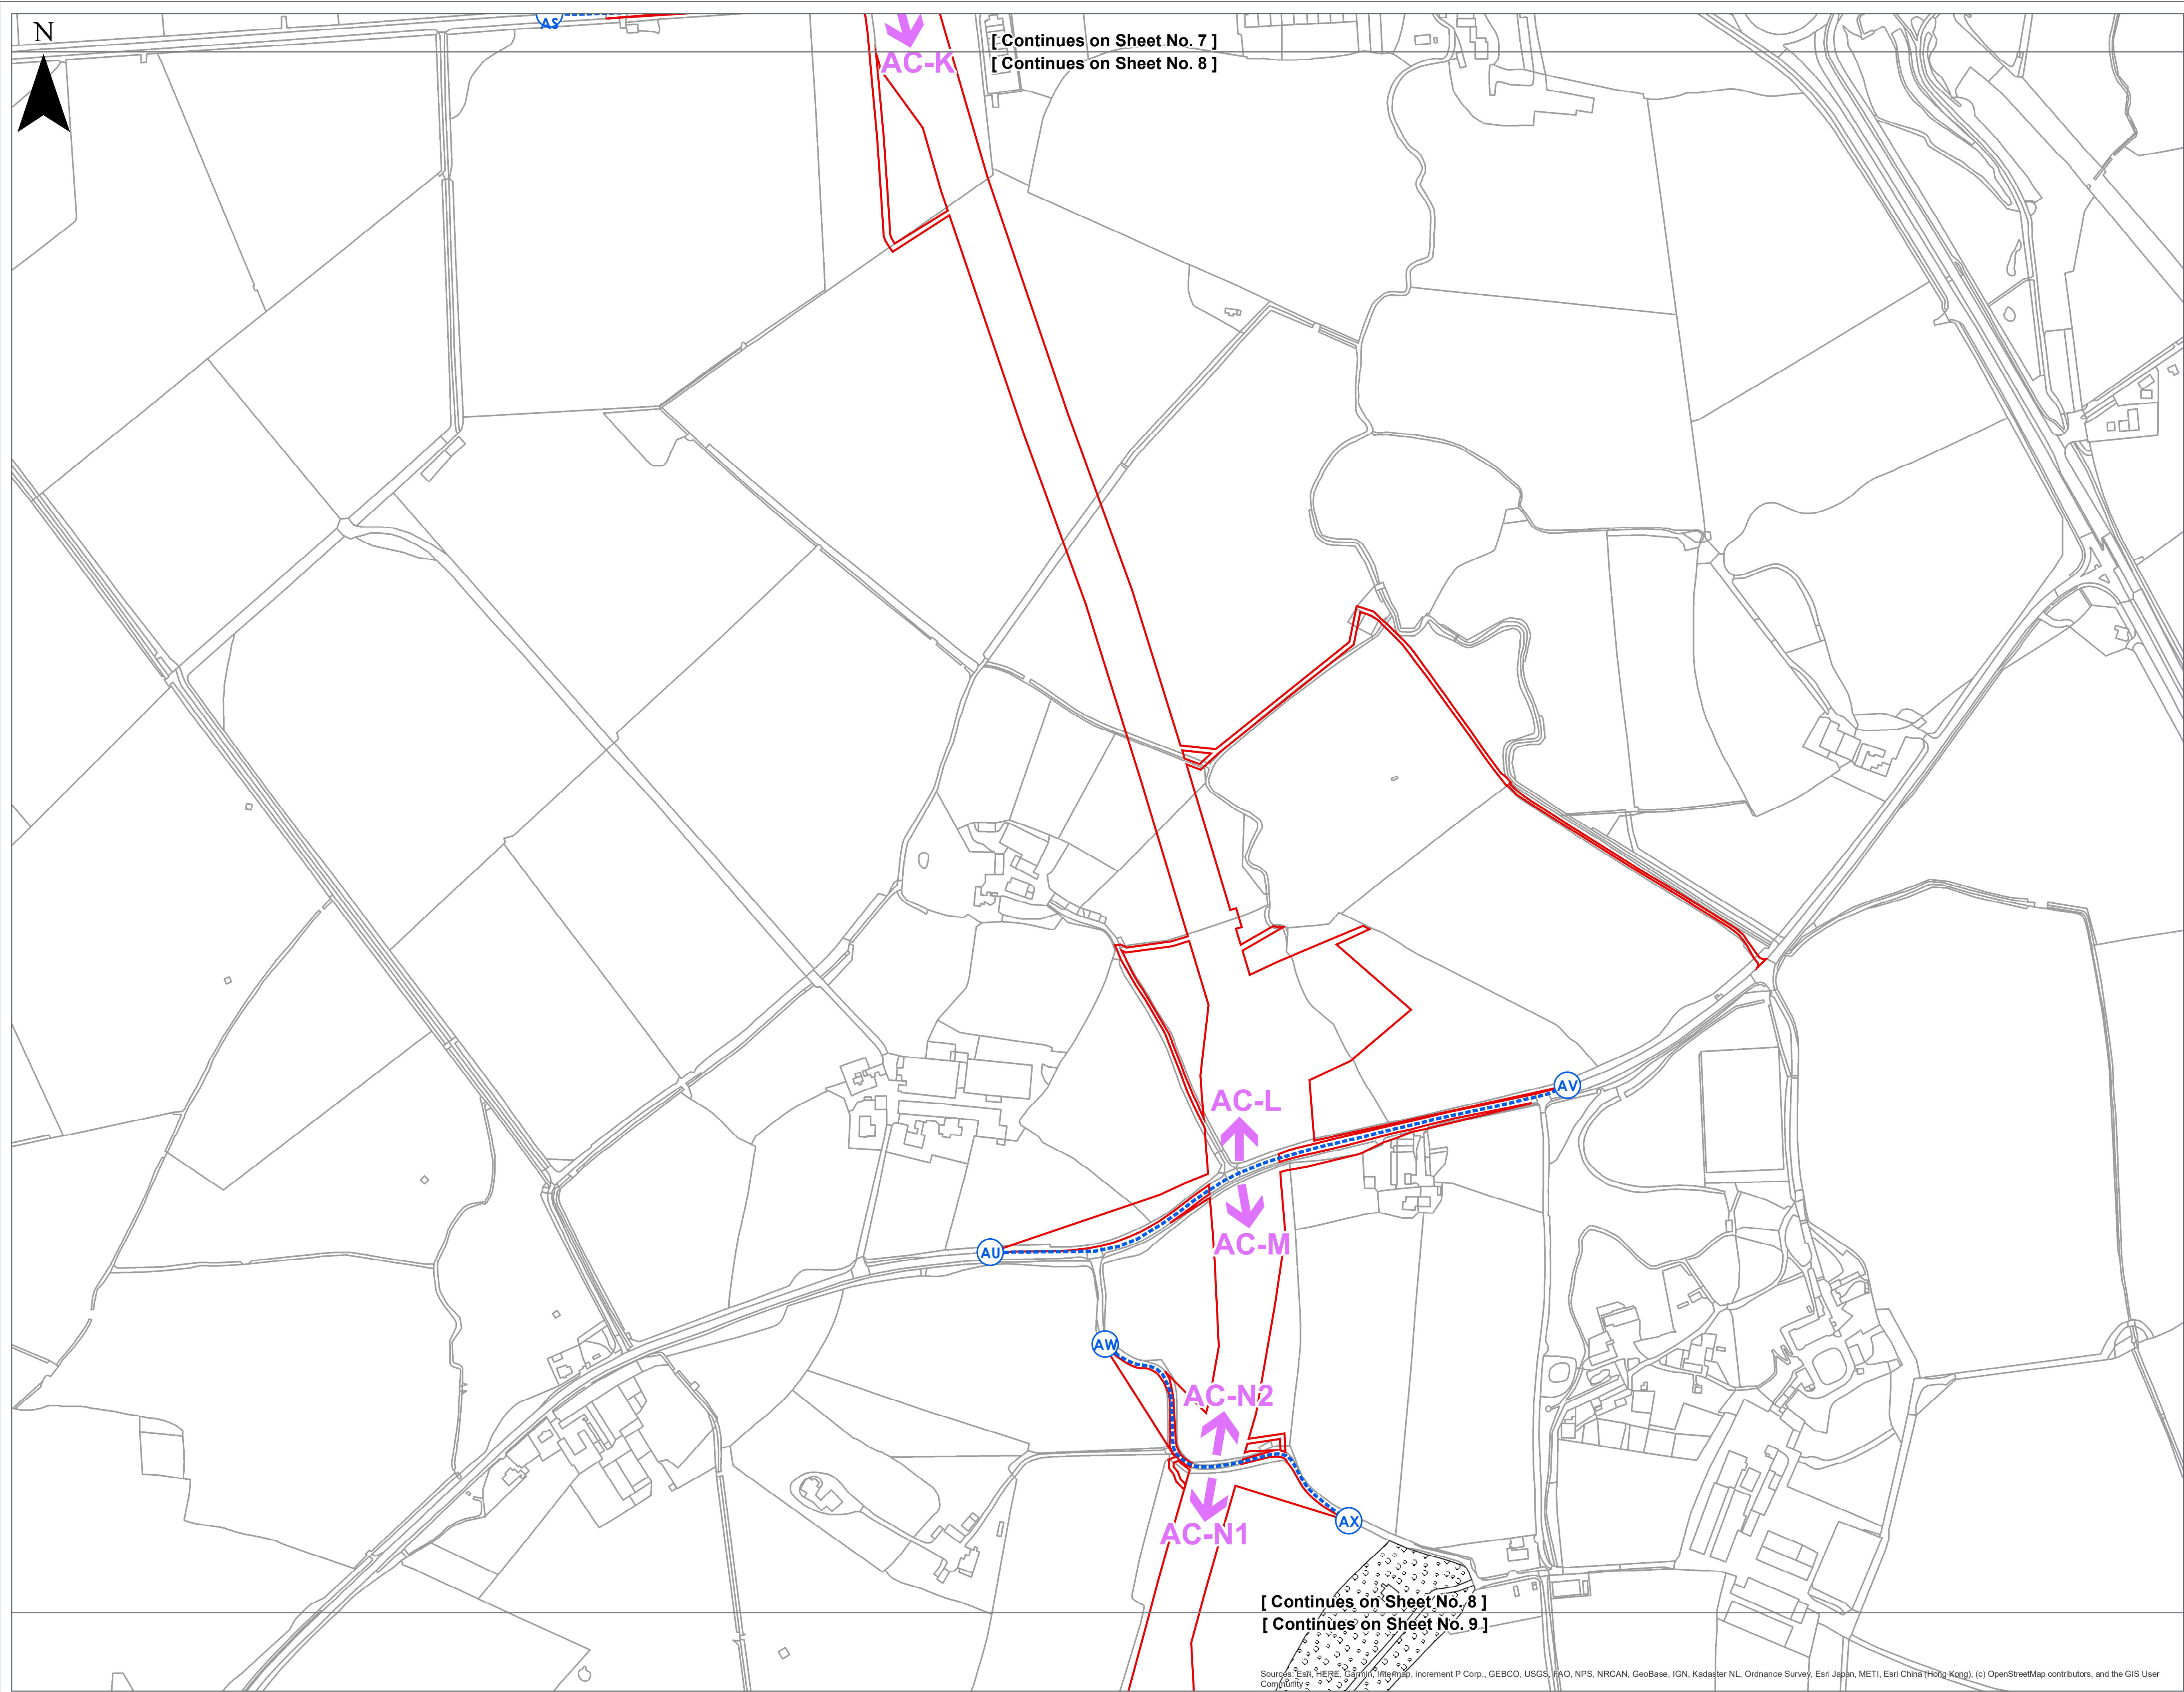 AS
N
[ Continues on Sheet No. 7 ]
AC-K
[ Continues on Sheet No. 8 ]
AV
AC-L
AC-M
AU
AW
AC-N2
AX
AC-N1
[ Continues on Sheet No. 8 ]
[ Continues on Sheet No. 9 ]
Sources: Esri, HERE, Garmin, Intermap, increment P Corp., GEBCO, USGS, FAO, NPS, NRCAN, GeoBase, IGN, Kadaster NL, Ordnance Survey, Esri Japan, METI, Esri China (Hong Kong), (c) OpenStreetMap contributors, and the GIS User
Community